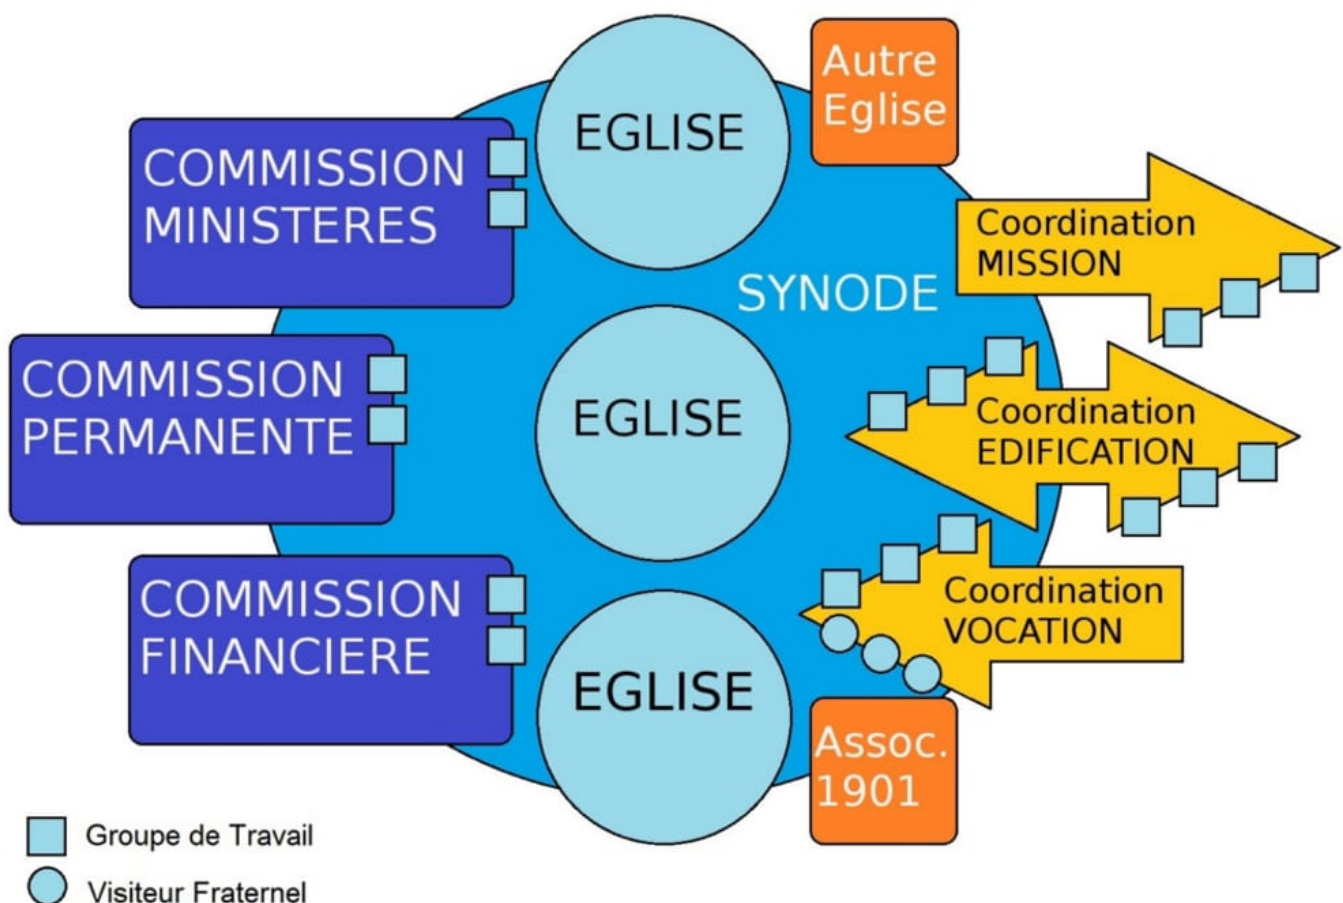 EGLISE
Autre
Eglise
COMMISSION
MINISTERES
Coordination
MISSION
SYNODE
COMMISSION
PERMANENTE
EGLISE
Coordination
EDIFICATION
COMMISSION
FINANCIERE
Coordination
VOCATION
EGLISE
Assoc.
1901
Groupe de Travail
Visiteur Fraternel